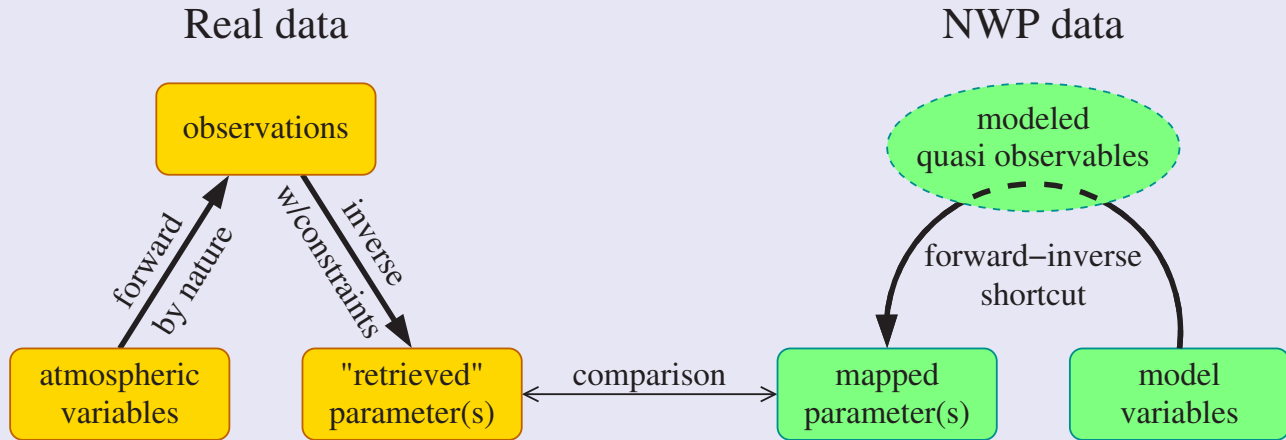 Real data
NWP data
observations
modeled
quasi observables
forward
by nature
inverse
w/constraints
forward−inverse
shortcut
atmospheric
variables
"retrieved"
parameter(s)
comparison
mapped
parameter(s)
model
variables